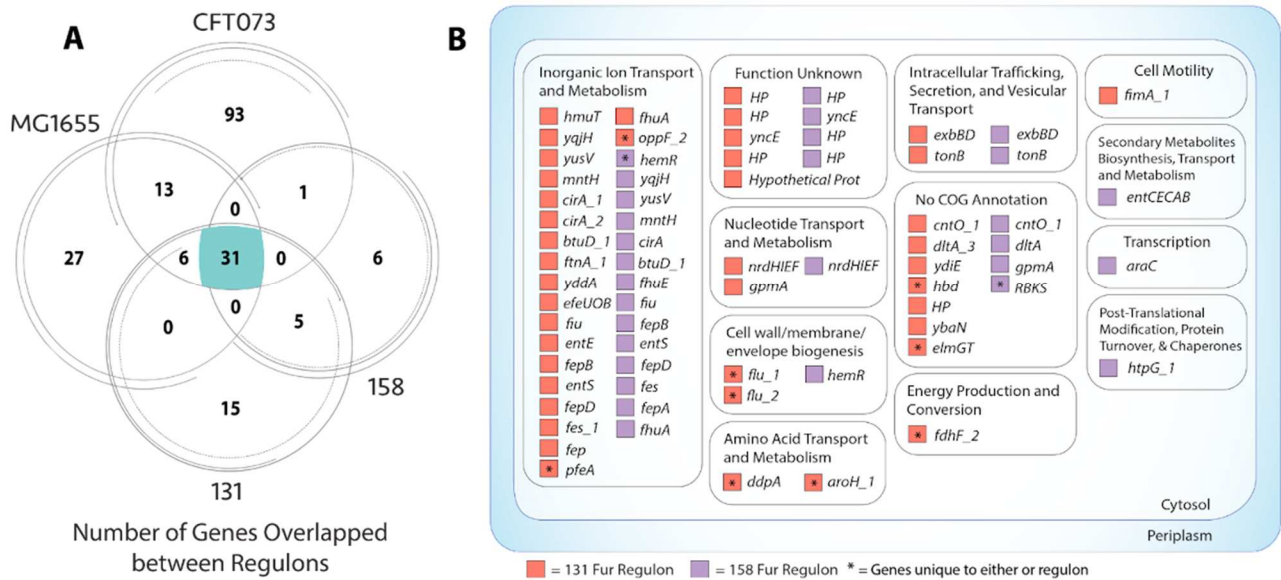 A
CFT073
MG1655
93
13
0
1
27
6
31
0
6
0
0
5
15
158
131
Number of Genes Overlapped
between Regulons
B
Inorganic Ion Transport
and Metabolism
hmuT
yqjH
yusV
mntH
cirA_1
cirA_2
btuD_1
ftnA_1
yddA
efeUOB
fiu
entE
fepB
entS
fepD
fes_1
fep
* pfeA
fhuA
* oppF_2
* hemR
yqjH
yusV
mntH
cirA
btuD_1
fhuE
fiu
fepB
entS
fepD
fes
fepA
fhuA
Function Unknown
HP
HP
yncE
HP
Hypothetical Prot
HP
yncE
HP
HP
Nucleotide Transport
and Metabolism
nrdHIEF
gpmA
nrdHIEF
Cell wall/membrane/
envelope biogenesis
* flu_1
* flu_2
hemR
Amino Acid Transport
and Metabolism
* ddpA
* aroH_1
Intracellular Trafficking,
Secretion, and Vesicular
Transport
exbBD
tonB
exbBD
tonB
No COG Annotation
cntO_1
dltA_3
ydiE
* hbd
HP
ybaN
* elmGT
cntO_1
dltA
gpmA
* RBKS
Energy Production and
Conversion
* fdhF_2
Cell Motility
fimA_1
Secondary Metabolites
Biosynthesis, Transport
and Metabolism
entCECAB
Transcription
araC
Post-Translational
Modification, Protein
Turnover, & Chaperones
htpG_1
Cytosol
Periplasm
= 131 Fur Regulon
= 158 Fur Regulon
* = Genes unique to either or regulon